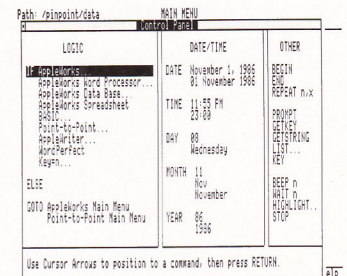 Path: /pinpoint/data MAIN MENU
Control Panel
LOGIC
IF AppleWorks...
AppleWorks Word Processor...
AppleWorks Data Base...
AppleWorks Spreadsheet
BASIC...
Point-to-Point...
AppleWriter...
WordPerfect
Key=n...
ELSE
GOTO AppleWorks Main Menu
Point-to-Point Main Menu
DATE/TIME
DATE November 1, 1986
01 November 1986
TIME 11:55 PM
23:00
DAY 08
Wednesday
MONTH 11
Nov
November
YEAR 86
1986
OTHER
BEGIN
END
REPEAT n,x
PROMPT
GETKEY
GETSTRING
LIST...
KEY
BEEP n
WAIT n
HIGHLIGHT..
STOP
Use Cursor Arrows to position to a command, then press RETURN.
elp